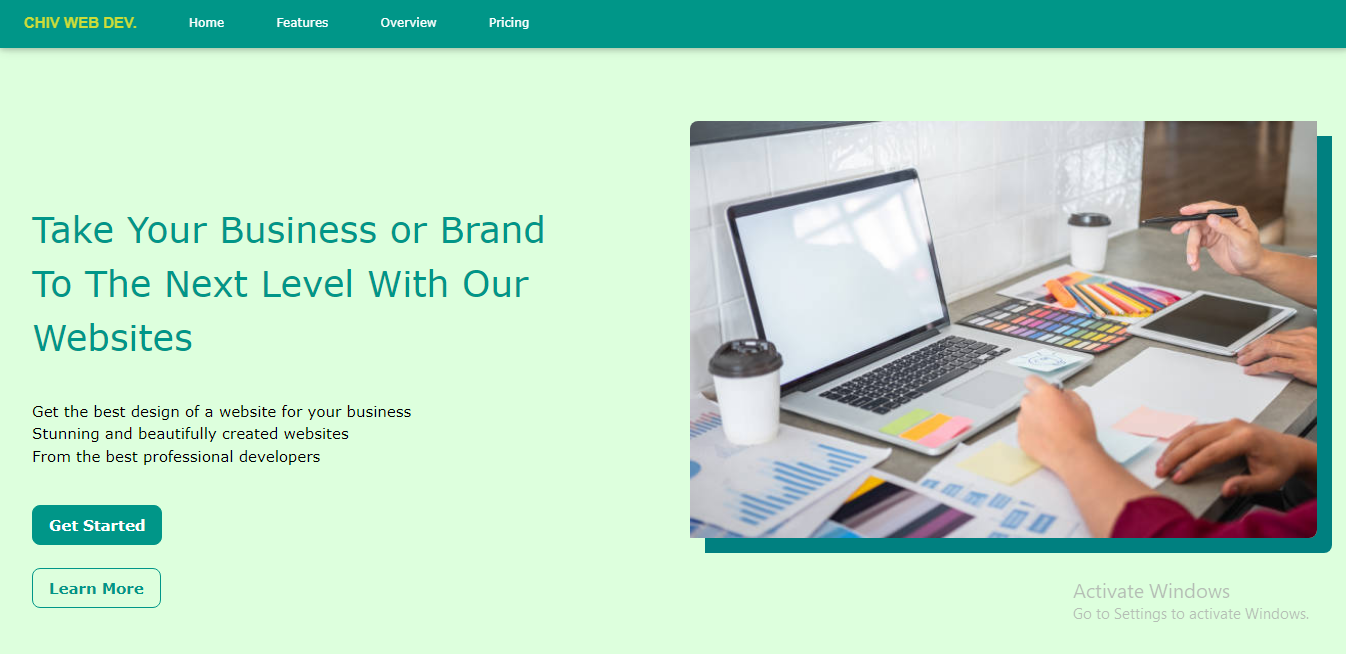 CHIV WEB DEV.
Home
Features
Overview
Pricing
Take Your Business or Brand
To The Next Level With Our
Websites
Get the best design of a website for your business
Stunning and beautifully created websites
From the best professional developers
Get Started
Learn More
Activate Windows
Go to Settings to activate Windows.